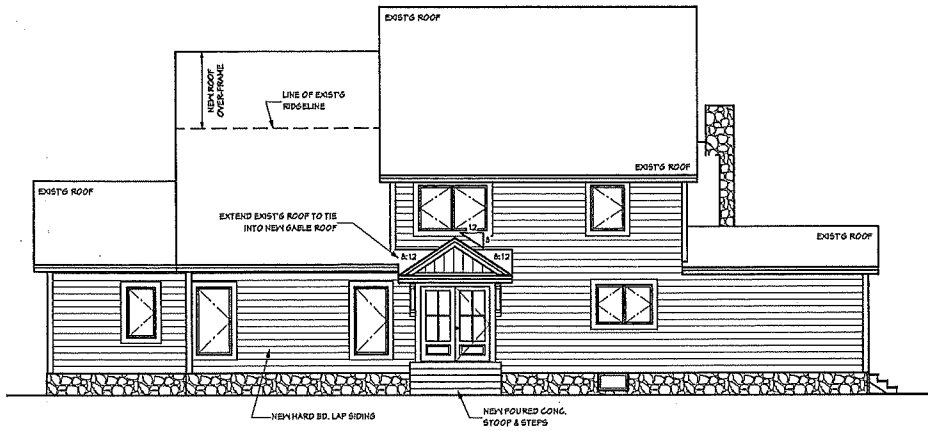 EXIST'G ROOF
NEW ROOF
OVER-FRAME
LINE OF EXIST'G
RIDGELINE
EXIST'G ROOF
EXIST'G ROOF
EXTEND EXIST'G ROOF TO TIE
INTO NEW GABLE ROOF
12
8
8:12
8:12
EXIST'G ROOF
NEW HARD BD. LAP SIDING
NEW POURED CONC.
STOOP & STEPS